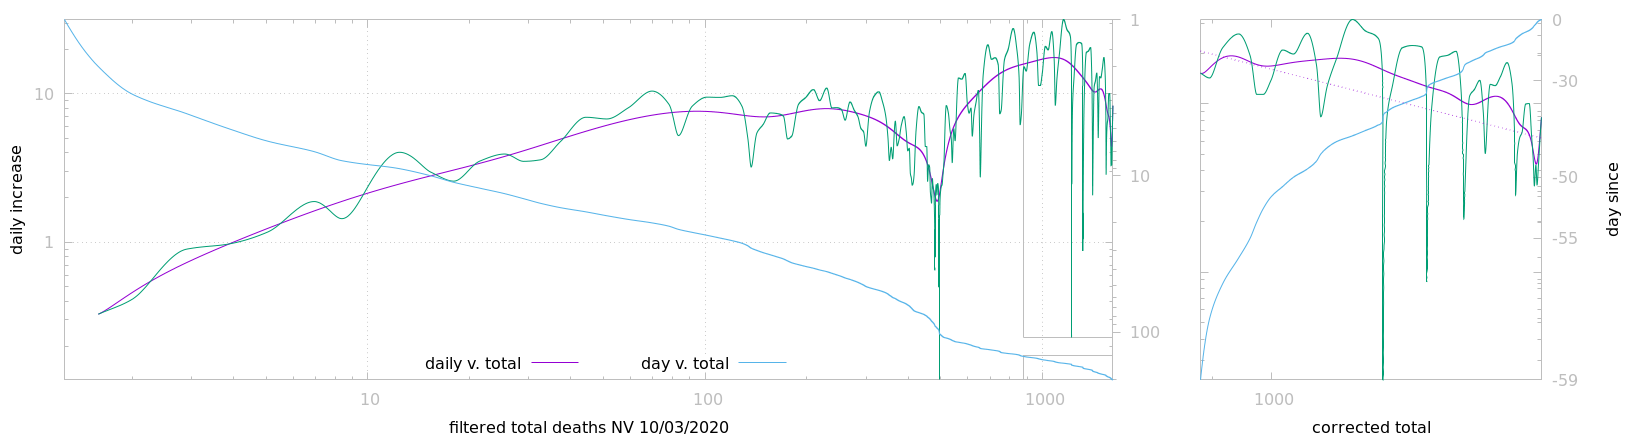 daily increase
10
1
daily v. total
day v. total
10
100
1000
filtered total deaths NV 10/03/2020
1
10
100
0
-30
-50
-55
-59
day since
1000
corrected total